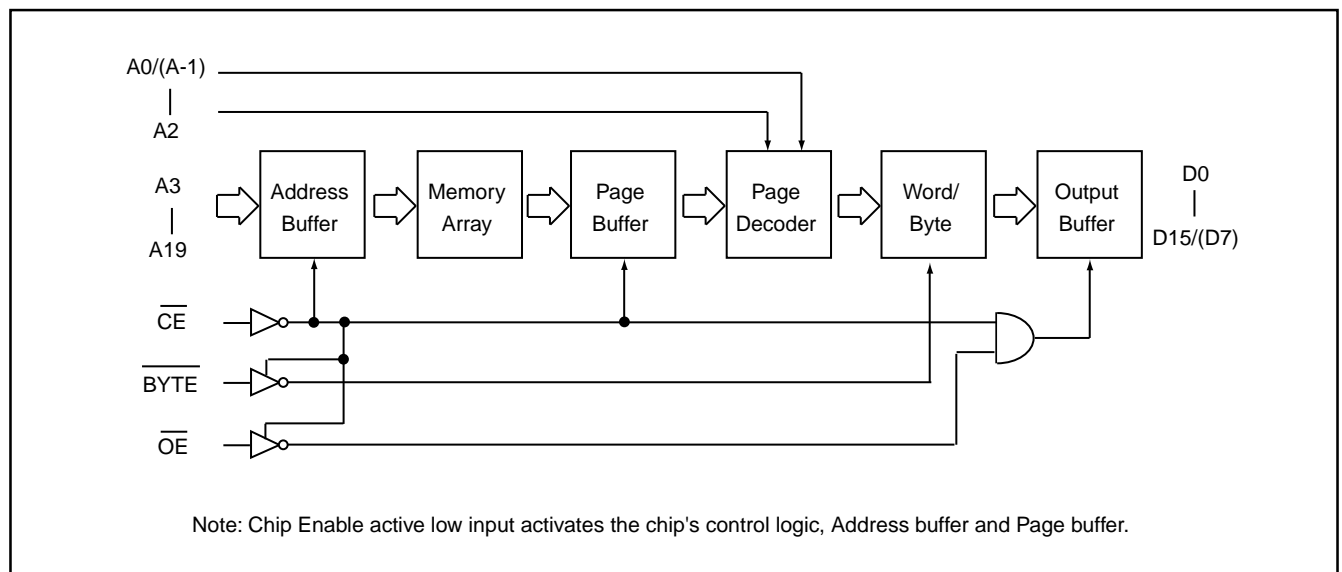 A0/(A-1)
A2
A3
A19
Address
Buffer
Memory
Array
Page
Buffer
Page
Decoder
Word/
Byte
Output
Buffer
D0
D15/(D7)
CE
BYTE
OE
Note: Chip Enable active low input activates the chip's control logic, Address buffer and Page buffer.